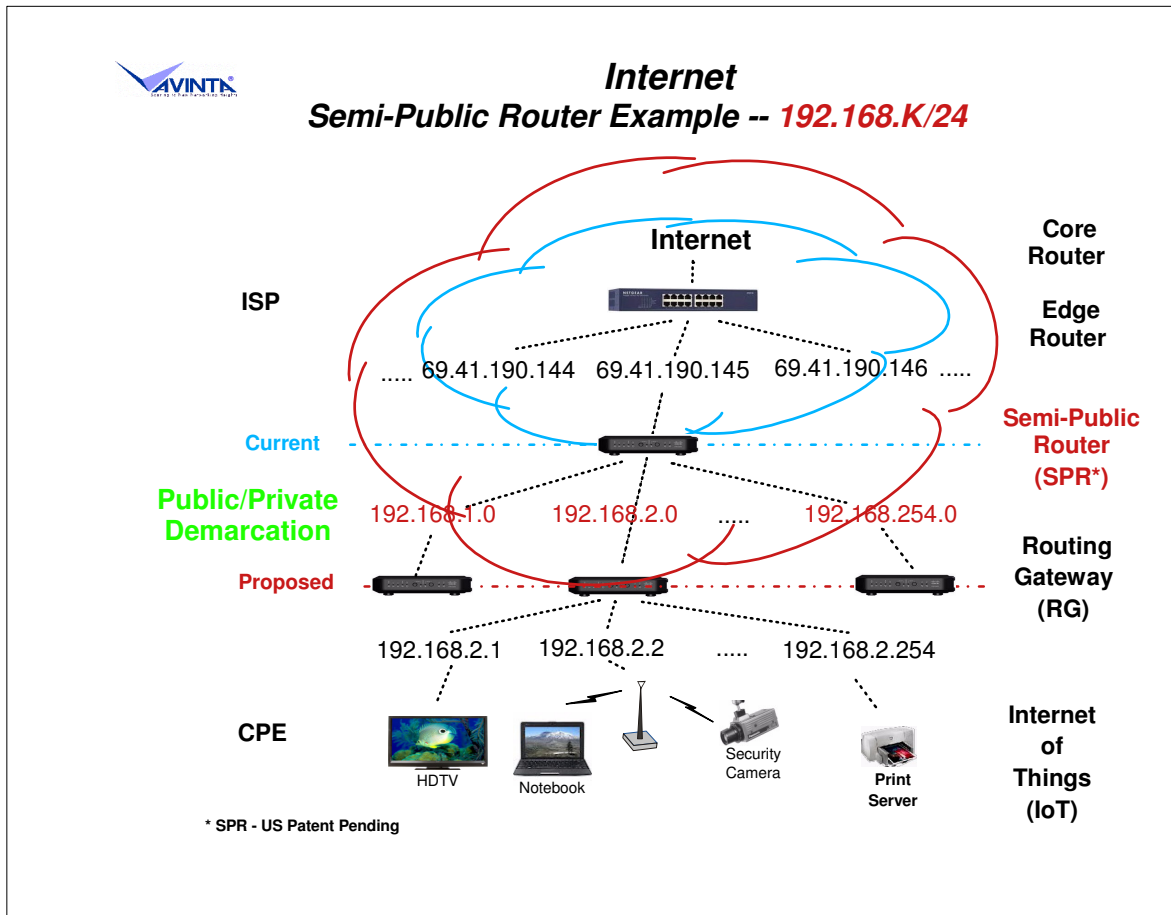 AVINTA®
Internet
Semi-Public Router Example -- 192.168.K/24
Internet
Core
Router
ISP
NETGEAR
Edge
Router
..... 69.41.190.144 69.41.190.145 69.41.190.146 .....
Current
Semi-Public
Router
(SPR*)
Public/Private
Demarcation
192.168.1.0 192.168.2.0 ..... 192.168.254.0
Proposed
Routing
Gateway
(RG)
192.168.2.1 192.168.2.2 ..... 192.168.2.254
CPE
HDTV
Notebook
Security
Camera
Print
Server
Internet
of
Things
(IoT)
* SPR - US Patent Pending